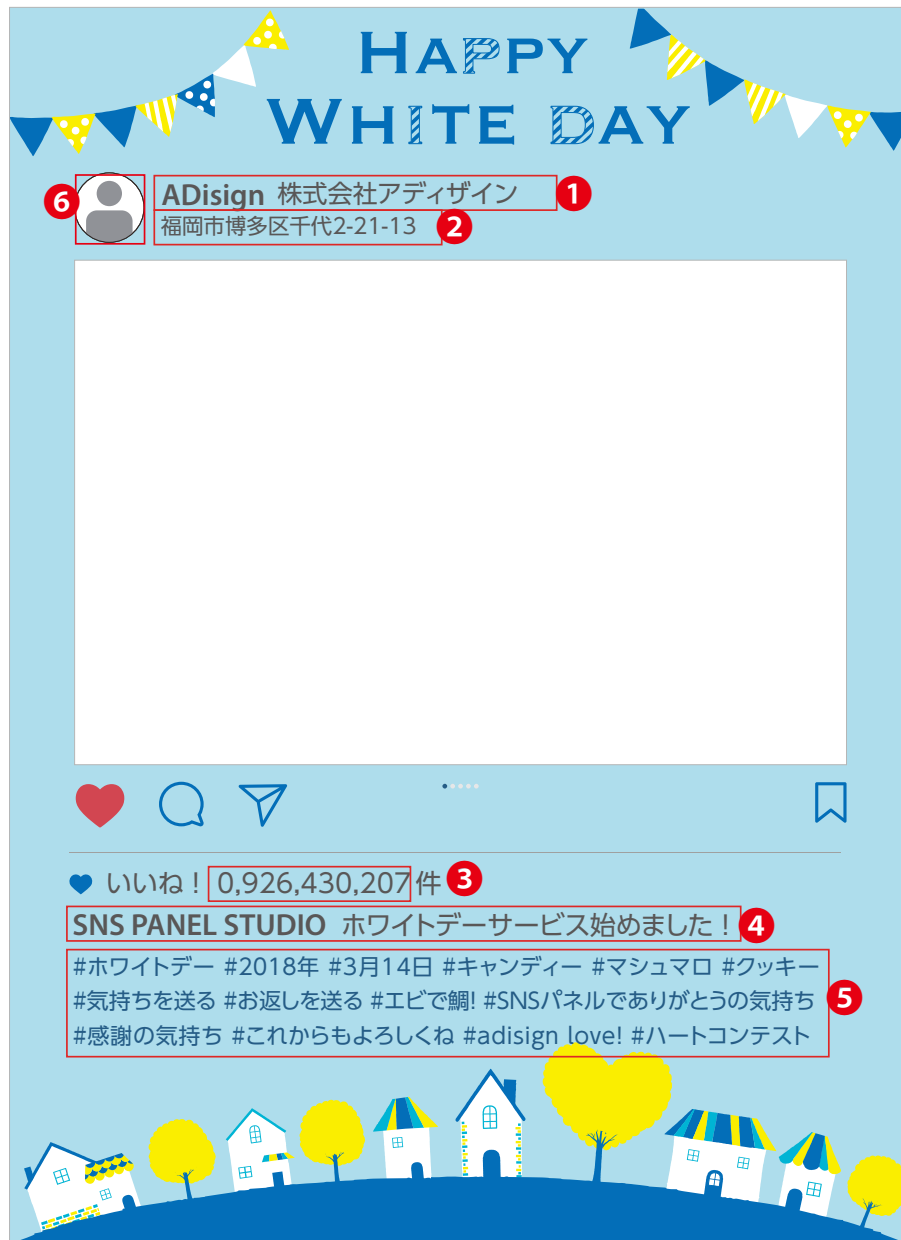 HAPPY
WHITE DAY
6
ADisign 株式会社アディザイン 1
福岡市博多区千代2-21-13 2
いいね！ 0,926,430,207件 3
SNS PANEL STUDIO ホワイトデーサービス始めました！ 4
#ホワイトデー #2018年 #3月14日 #キャンディー #マシュマロ #クッキー
#気持ちを送る #お返しを送る #エビで鯛! #SNSパネルでありがとうの気持ち 5
#感謝の気持ち #これからもよろしくね #adisign love! #ハートコンテスト